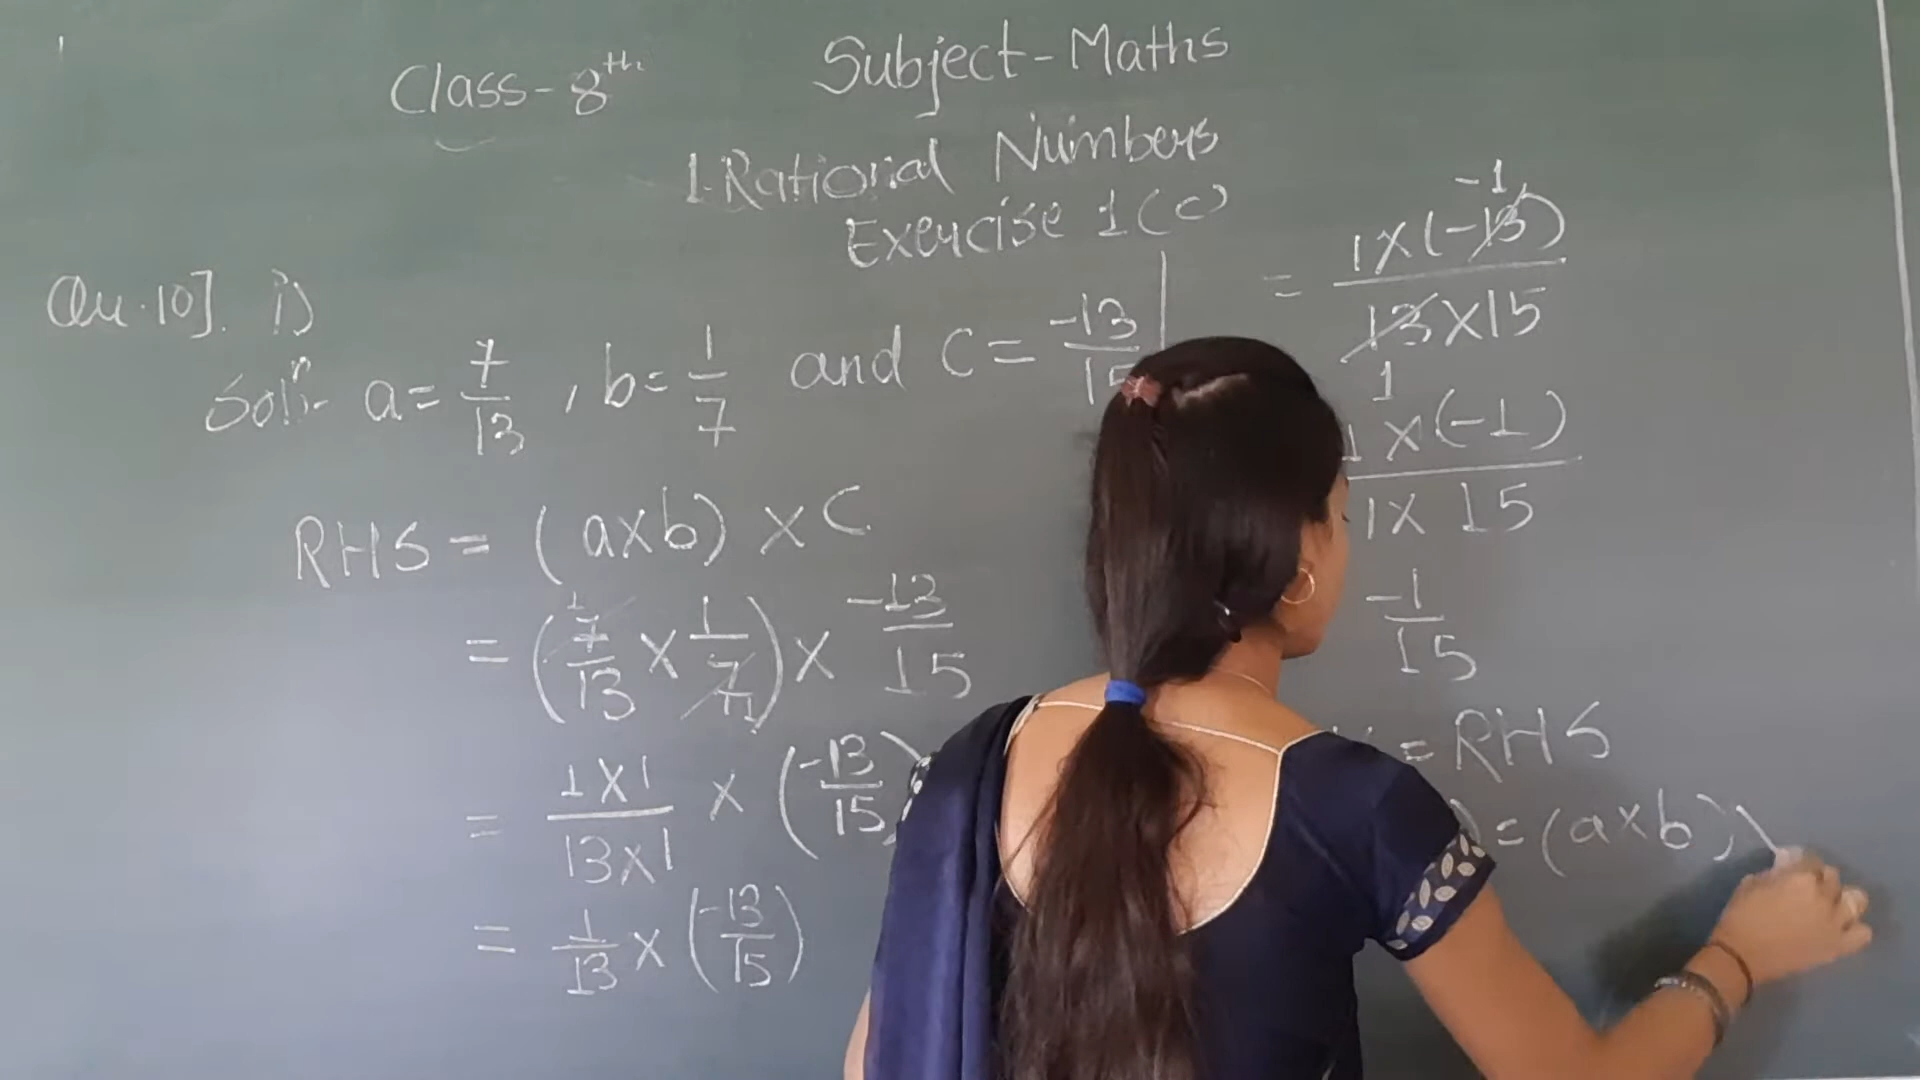 Class-8th Subject-Maths
1. Rational Numbers
Exercise 1(c)
Qu.10]. i)
Soln:- a = 7/13, b = 1/7 and C = -13/15
RHS = (a×b) × C
= (7/13 × 1/7) × -13/15
= 1×1/13×1 × (-13/15)
= 1/13 × (-13/15)
= 1×(-13)/13×15
1×(-1)/1×15
-1/15
= RHS
) = (a×b)